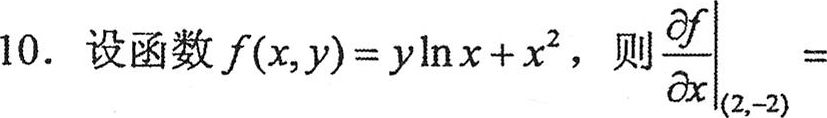 10. 设函数 f(x,y)=y ln x+x²，则 ∂f/∂x|(2,-2) =